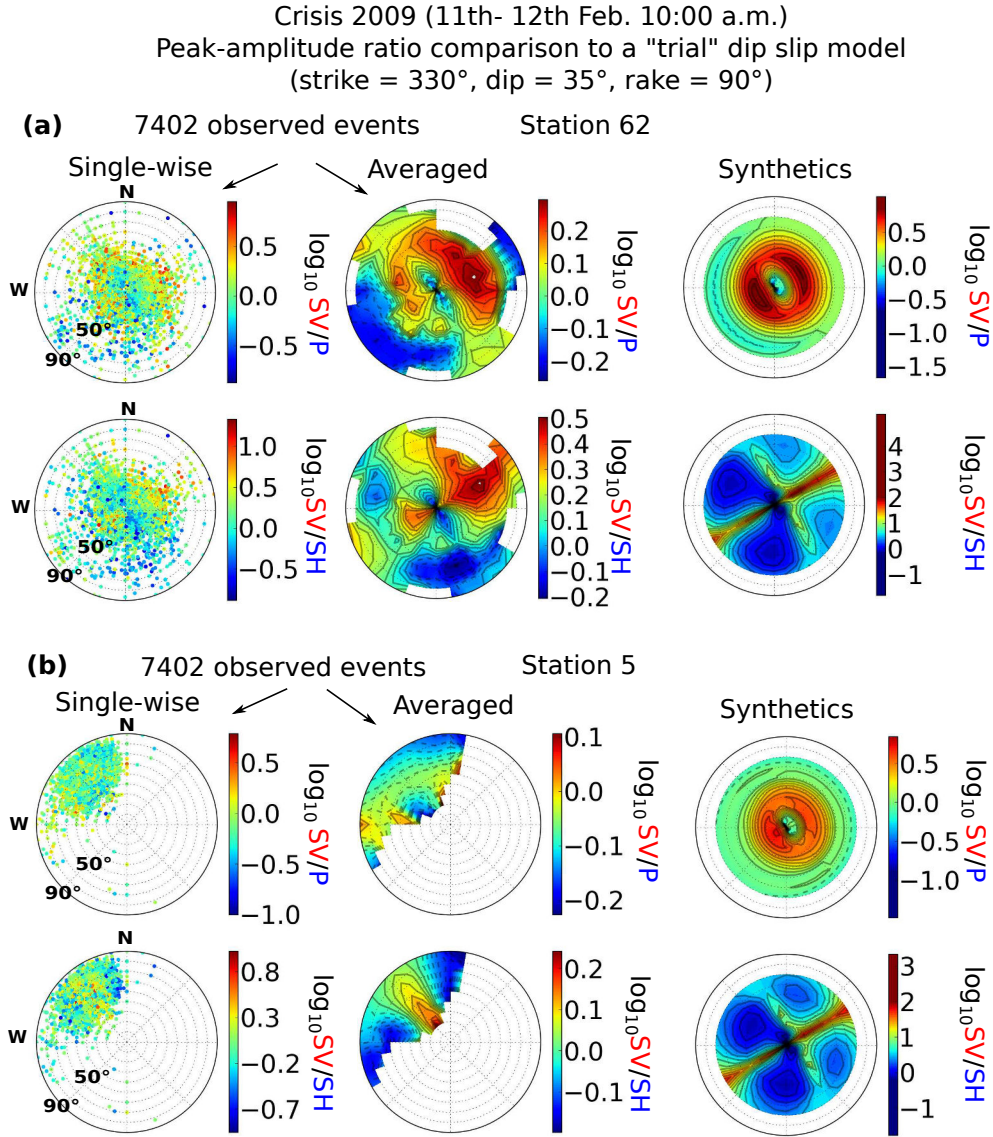 Crisis 2009 (11th- 12th Feb. 10:00 a.m.)
Peak-amplitude ratio comparison to a "trial" dip slip model
(strike = 330°, dip = 35°, rake = 90°)
(a) 7402 observed events Station 62
Single-wise Averaged Synthetics
N
W
50°
90°
0.5
0.0
−0.5
log10 SV/P
0.2
0.1
0.0
−0.1
−0.2
log10 SV/P
0.5
0.0
−0.5
−1.0
−1.5
log10 SV/P
N
W
50°
90°
1.0
0.5
0.0
−0.5
log10 SV/SH
0.5
0.4
0.3
0.2
0.1
0.0
−0.1
−0.2
log10 SV/SH
4
3
2
1
0
−1
log10 SV/SH
(b) 7402 observed events Station 5
Single-wise Averaged Synthetics
N
W
50°
90°
0.5
0.0
−0.5
−1.0
log10 SV/P
0.1
0.0
−0.1
−0.2
log10 SV/P
0.5
0.0
−0.5
−1.0
log10 SV/P
N
W
50°
90°
0.8
0.3
−0.2
−0.7
log10 SV/SH
0.2
0.1
0.0
−0.1
log10 SV/SH
3
2
1
0
−1
log10 SV/SH